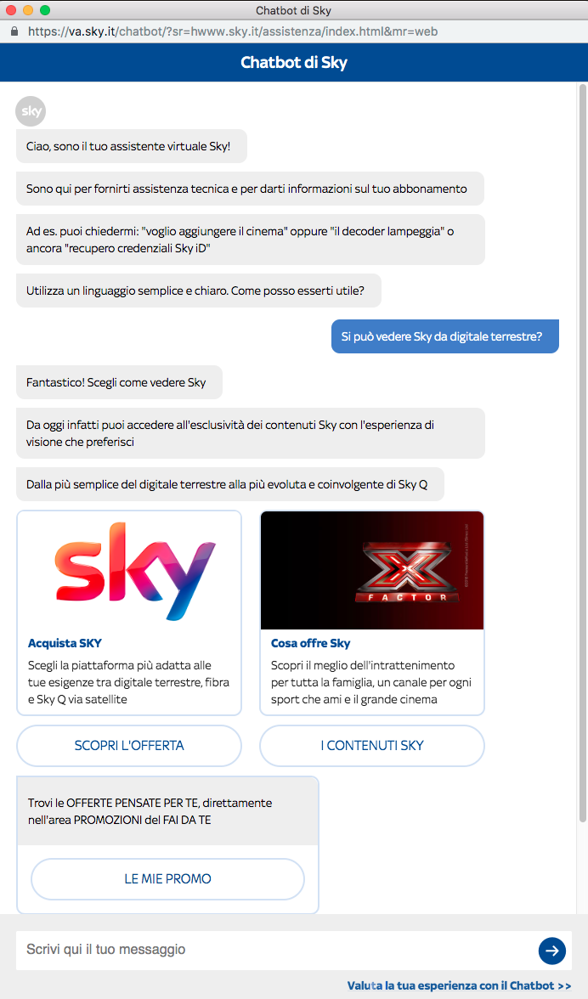 Chatbot di Sky
https://va.sky.it/chatbot/?sr=hwww.sky.it/assistenza/index.html&mr=web
Chatbot di Sky
sky
Ciao, sono il tuo assistente virtuale Sky!
Sono qui per fornirti assistenza tecnica e per darti informazioni sul tuo abbonamento
Ad es. puoi chiedermi: "voglio aggiungere il cinema" oppure "il decoder lampeggia" o
ancora "recupero credenziali Sky iD"
Utilizza un linguaggio semplice e chiaro. Come posso esserti utile?
Si può vedere Sky da digitale terrestre?
Fantastico! Scegli come vedere Sky
Da oggi infatti puoi accedere all'esclusività dei contenuti Sky con l'esperienza di
visione che preferisci
Dalla più semplice del digitale terrestre alla più evoluta e coinvolgente di Sky Q
sky
Acquista SKY
Scegli la piattaforma più adatta alle
tue esigenze tra digitale terrestre, fibra
e Sky Q via satellite
SCOPRI L'OFFERTA
X
FACTOR
Cosa offre Sky
Scopri il meglio dell'intrattenimento
per tutta la famiglia, un canale per ogni
sport che ami e il grande cinema
I CONTENUTI SKY
Trovi le OFFERTE PENSATE PER TE, direttamente
nell'area PROMOZIONI del FAI DA TE
LE MIE PROMO
Scrivi qui il tuo messaggio
Valuta la tua esperienza con il Chatbot >>